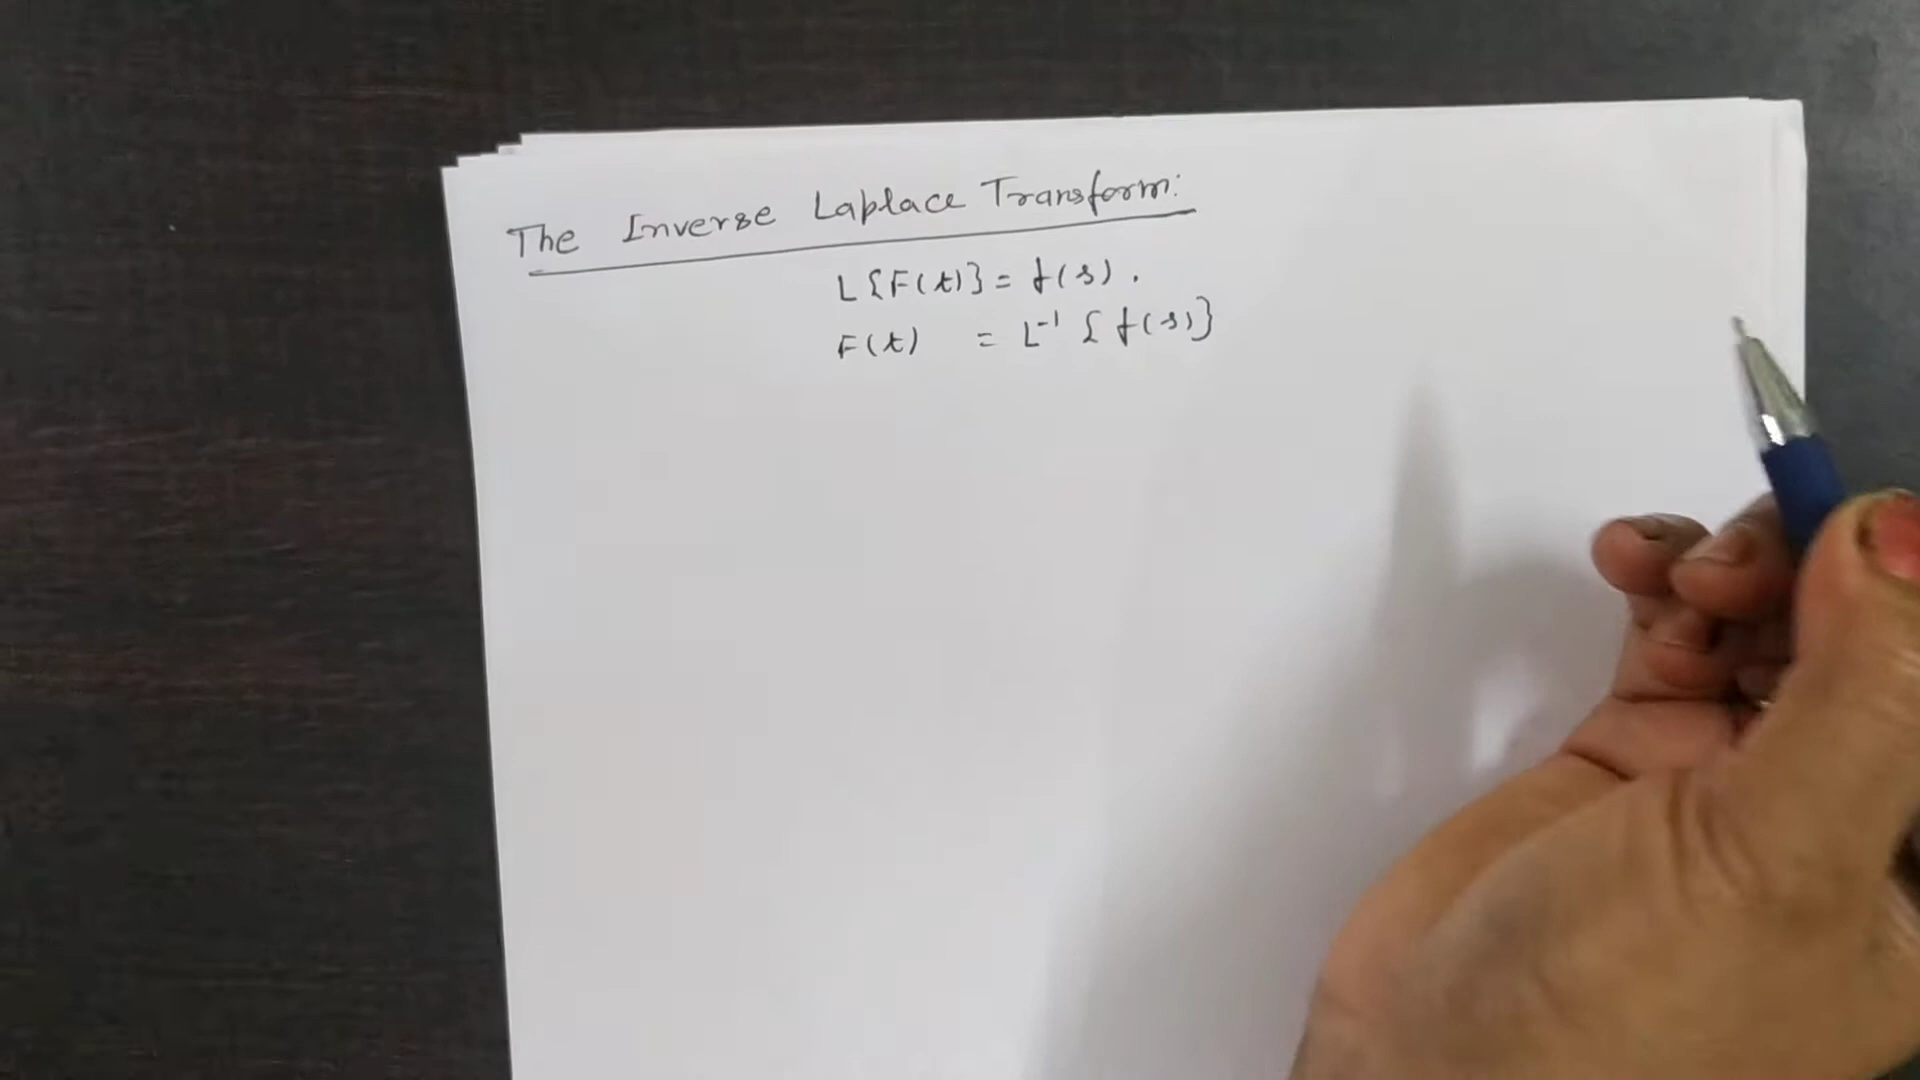 The Inverse Laplace Transform:
L{F(t)} = f(s).
F(t) = L⁻¹ {f(s)}